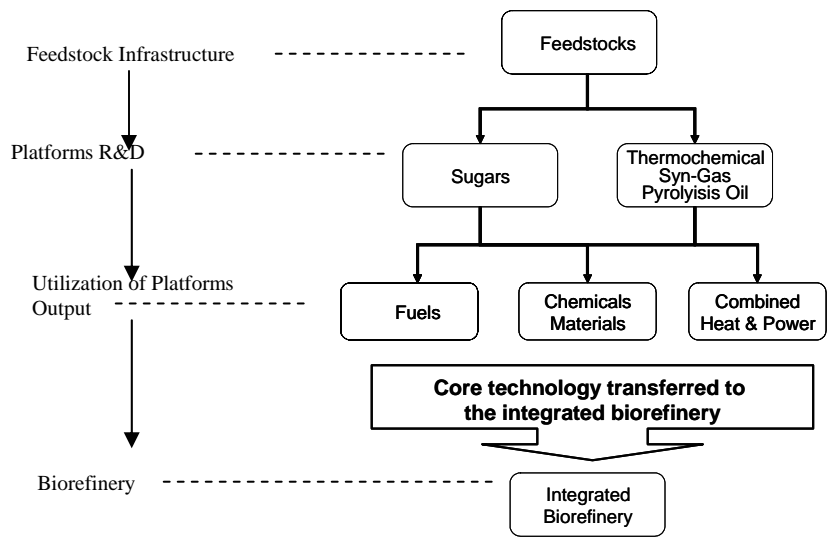 Feedstock Infrastructure
Feedstocks
Platforms R&D
Sugars
Thermochemical
Syn-Gas
Pyrolyisis Oil
Utilization of Platforms
Output
Fuels
Chemicals
Materials
Combined
Heat & Power
Core technology transferred to
the integrated biorefinery
Biorefinery
Integrated
Biorefinery